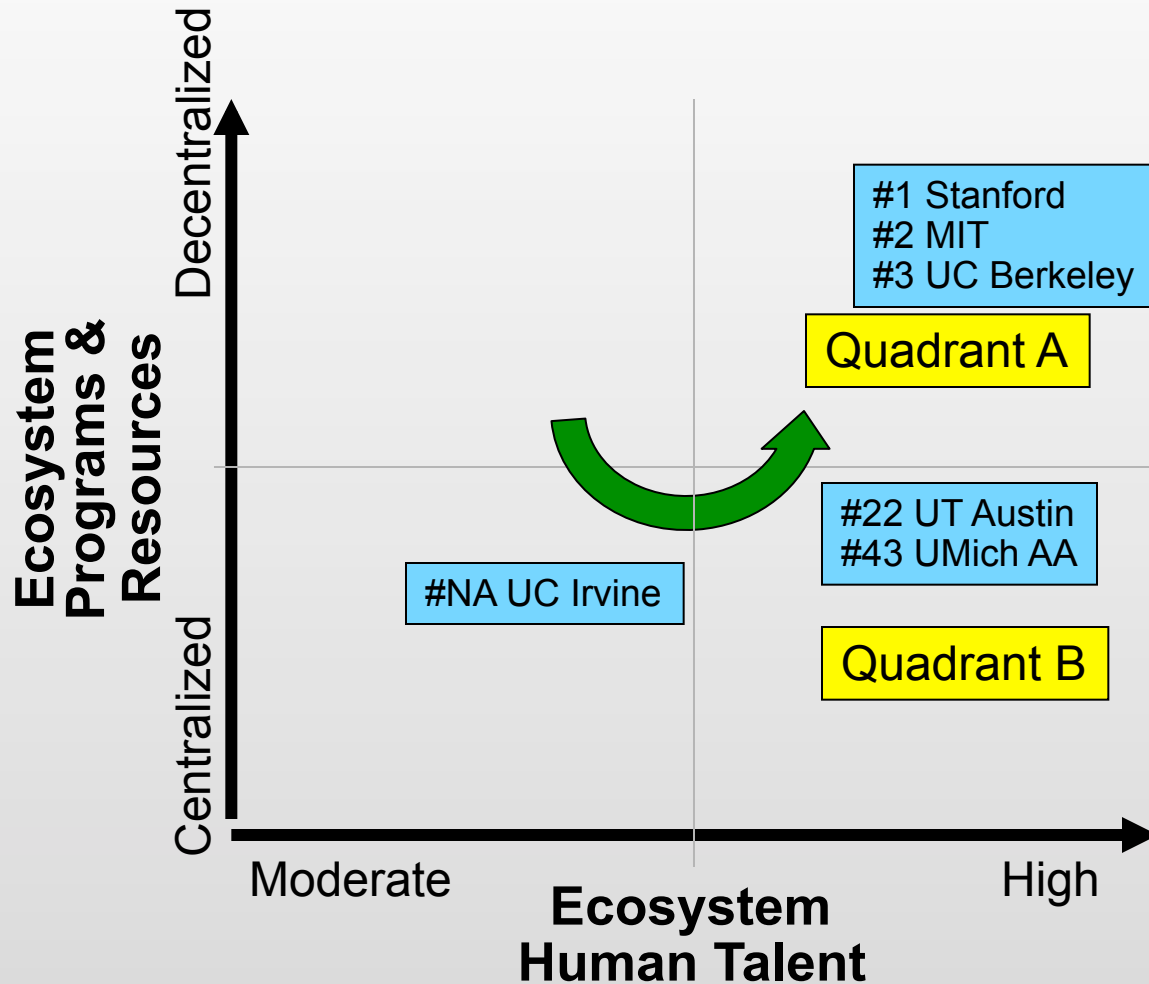 Decentralized
#1 Stanford
#2 MIT
#3 UC Berkeley
Quadrant A
Ecosystem
Programs &
Resources
#22 UT Austin
#43 UMich AA
#NA UC Irvine
Quadrant B
Centralized
Moderate
High
Ecosystem
Human Talent